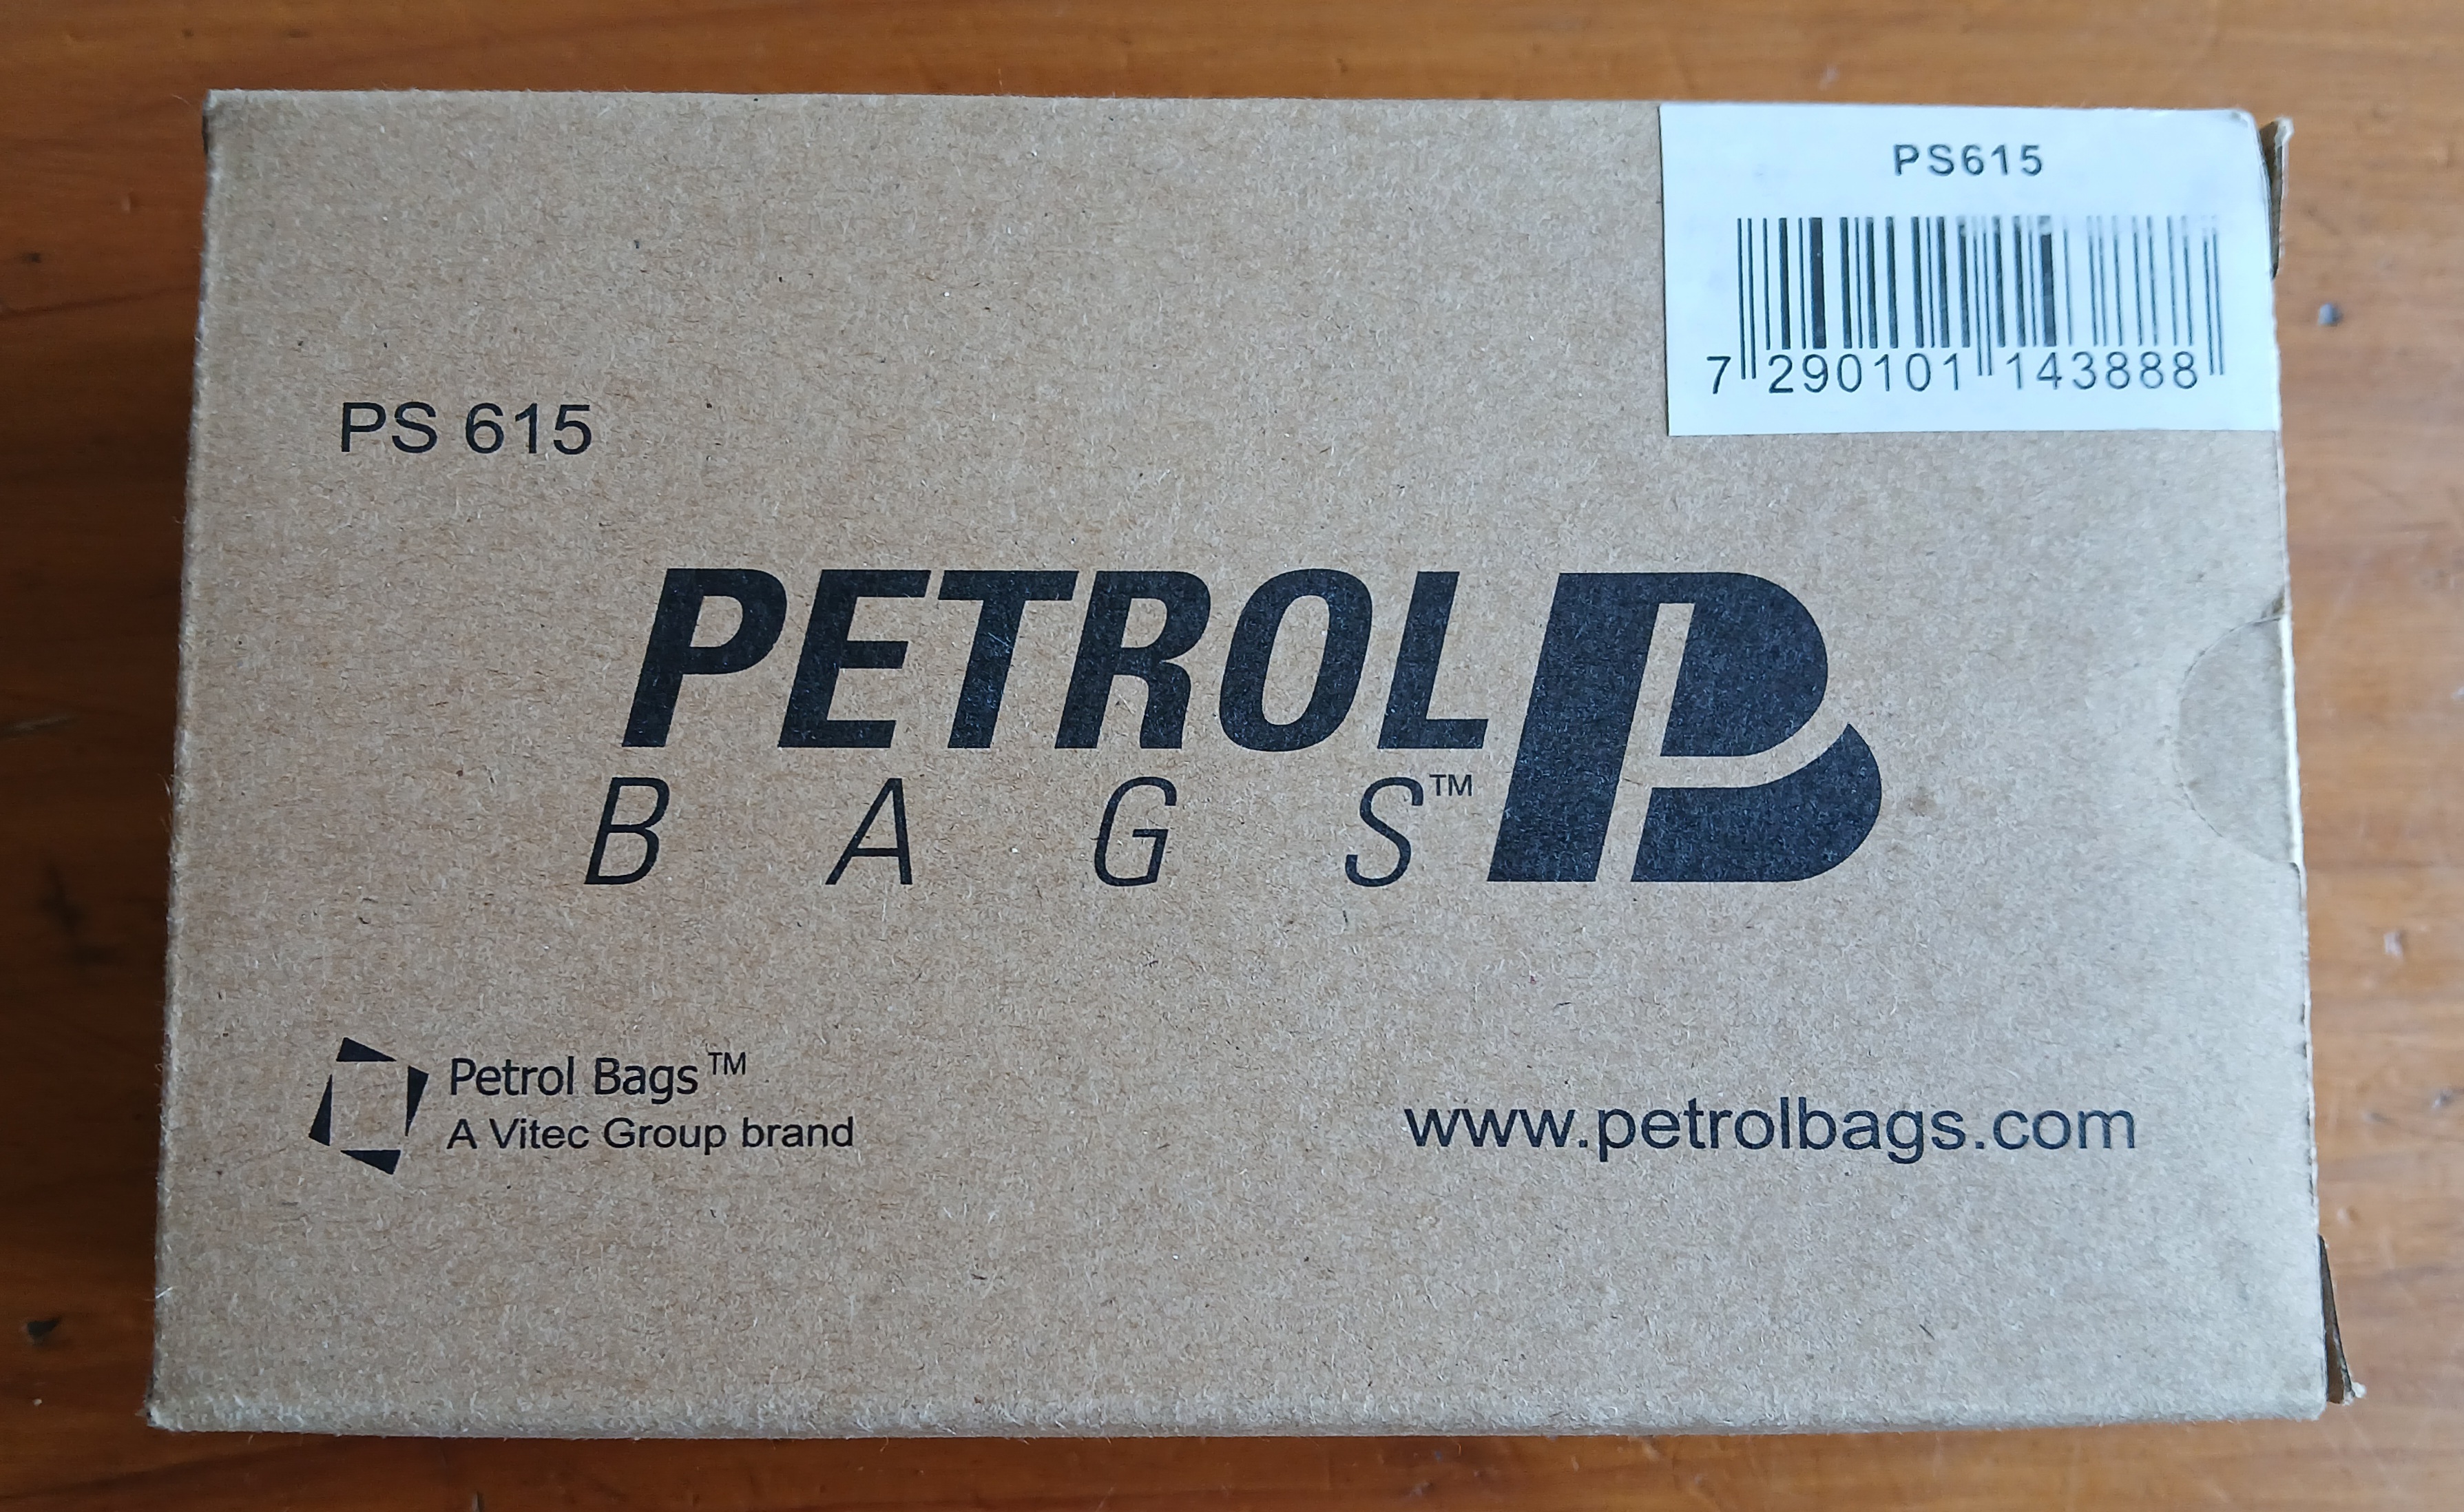 PS615
7 290101 143888
PS 615
PETROL
BAGS™
Petrol Bags™
A Vitec Group brand
www.petrolbags.com